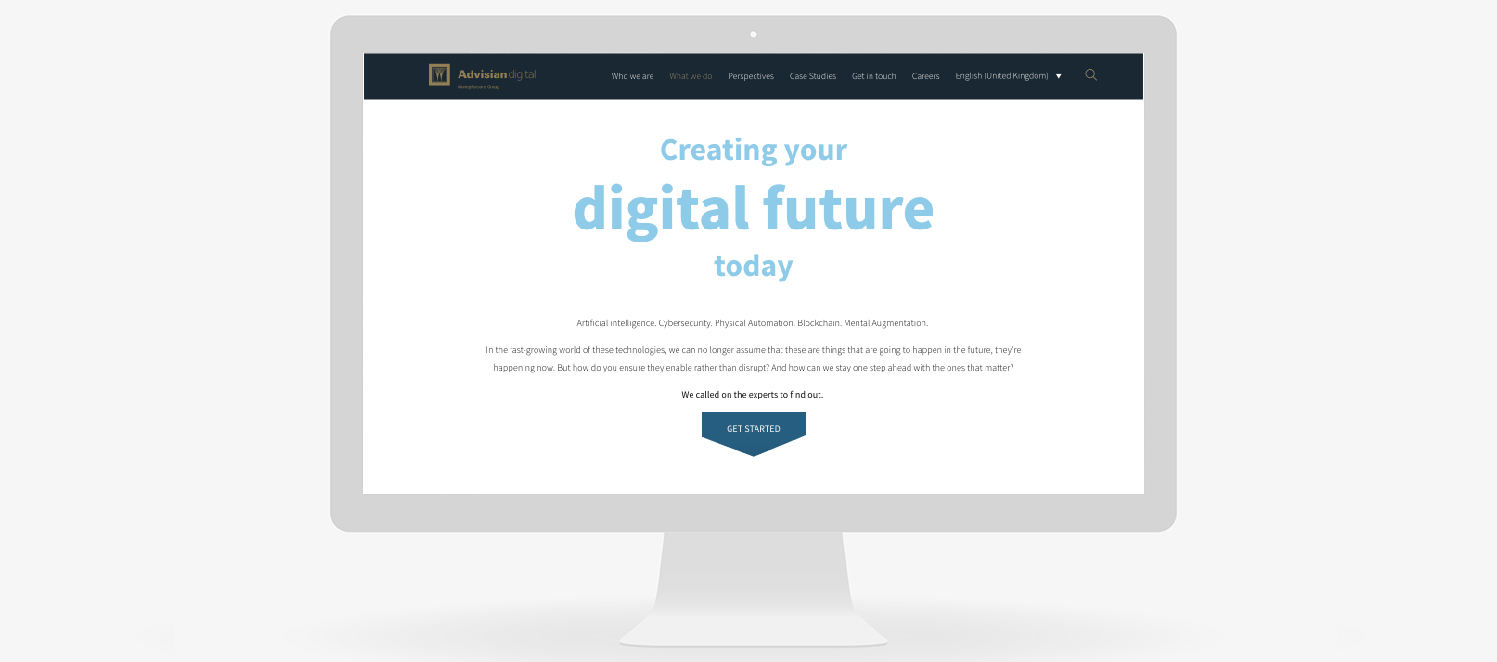 Advisian digital
WorleyParsons Group
Who we are What we do Perspectives Case Studies Get in touch Careers English (United Kingdom)
Creating your
digital future
today
Artificial intelligence. Cybersecurity. Physical Automation. Blockchain. Mental Augmentation.
In the fast-growing world of these technologies, we can no longer assume that these are things that are going to happen in the future, they're
happening now. But how do you ensure they enable rather than disrupt? And how can we stay one step ahead with the ones that matter?
We called on the experts to find out.
GET STARTED